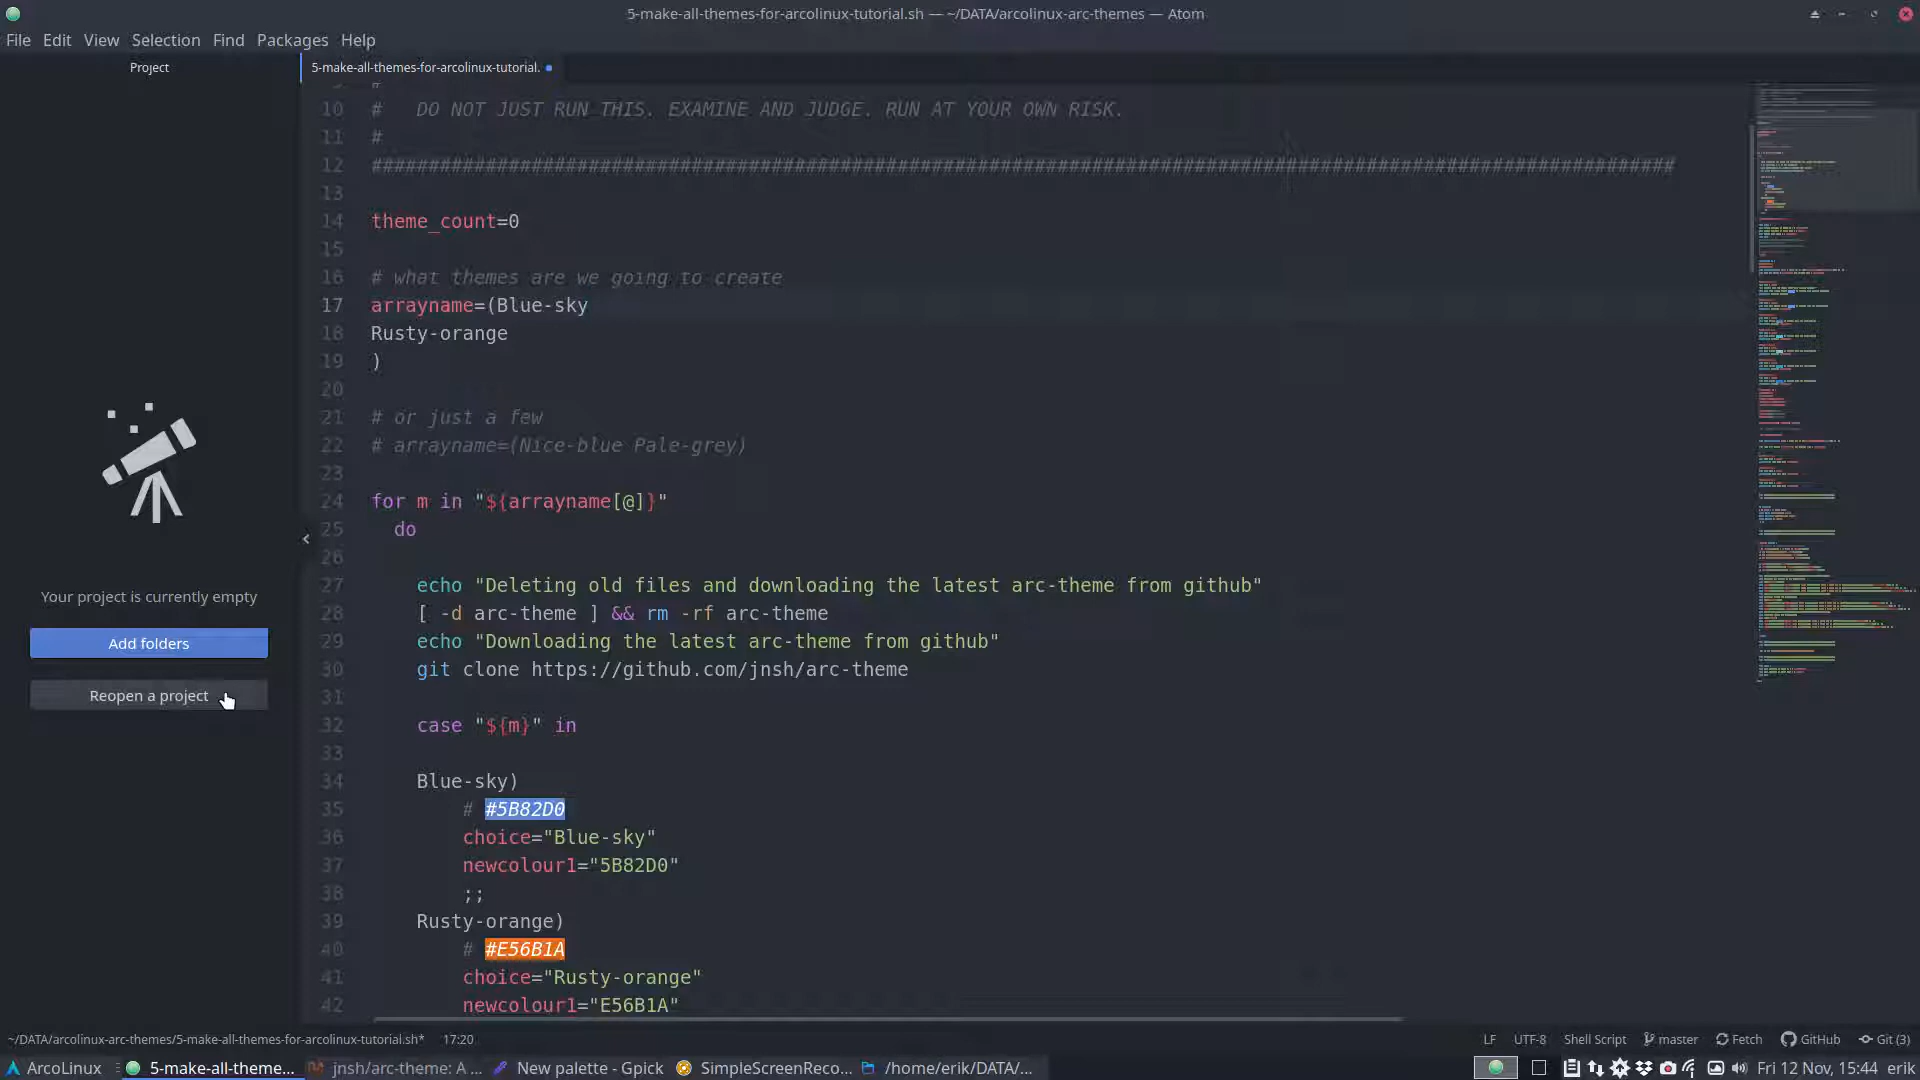 5-make-all-themes-for-arcolinux-tutorial.sh — ~/DATA/arcolinux-arc-themes — Atom
File Edit View Selection Find Packages Help
Project
5-make-all-themes-for-arcolinux-tutorial.
10 # DO NOT JUST RUN THIS. EXAMINE AND JUDGE. RUN AT YOUR OWN RISK.
11 #
12 ##################################################################################################################
13
14 theme_count=0
15
16 # what themes are we going to create
17 arrayname=(Blue-sky
18 Rusty-orange
19 )
20
21 # or just a few
22 # arrayname=(Nice-blue Pale-grey)
23
24 for m in "${arrayname[@]}"
25 do
26
27 echo "Deleting old files and downloading the latest arc-theme from github"
28 [ -d arc-theme ] && rm -rf arc-theme
29 echo "Downloading the latest arc-theme from github"
30 git clone https://github.com/jnsh/arc-theme
31
32 case "${m}" in
33
34 Blue-sky)
35 # #5B82D0
36 choice="Blue-sky"
37 newcolour1="5B82D0"
38 ;;
39 Rusty-orange)
40 # #E56B1A
41 choice="Rusty-orange"
42 newcolour1="E56B1A"
Your project is currently empty
Add folders
Reopen a project
~/DATA/arcolinux-arc-themes/5-make-all-themes-for-arcolinux-tutorial.sh* 17:20 LF UTF-8 Shell Script master Fetch GitHub Git (3)
ArcoLinux 5-make-all-theme... jnsh/arc-theme: A ... New palette - Gpick SimpleScreenReco... /home/erik/DATA/... Fri 12 Nov, 15:44 erik